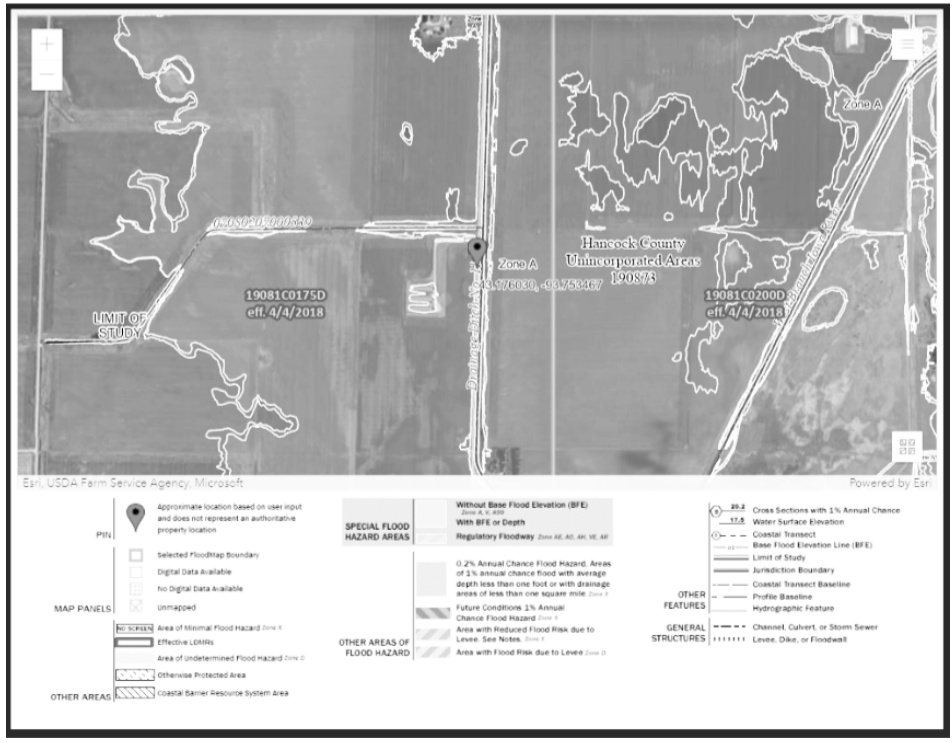 +
−
Zone A
Hancock County
Unincorporated Areas
190873
Zone A
43.176030, -93.753467
19081C0175D
eff. 4/4/2018
19081C0200D
eff. 4/4/2018
LIMIT OF
STUDY
Drainage Ditch
Esri, USDA Farm Service Agency, Microsoft
Powered by Esri
PIN
Approximate location based on user input
and does not represent an authoritative
property location
MAP PANELS
Selected FloodMap Boundary
Digital Data Available
No Digital Data Available
Unmapped
OTHER AREAS
NO SCREEN Area of Minimal Flood Hazard Zone X
Effective LOMRs
Area of Undetermined Flood Hazard Zone D
Otherwise Protected Area
Coastal Barrier Resource System Area
SPECIAL FLOOD
HAZARD AREAS
Without Base Flood Elevation (BFE)
Zone A, V, A99
With BFE or Depth
Regulatory Floodway Zone AE, AO, AH, VE, AR
OTHER AREAS OF
FLOOD HAZARD
0.2% Annual Chance Flood Hazard, Areas
of 1% annual chance flood with average
depth less than one foot or with drainage
areas of less than one square mile Zone X
Future Conditions 1% Annual
Chance Flood Hazard Zone X
Area with Reduced Flood Risk due to
Levee. See Notes. Zone X
Area with Flood Risk due to Levee Zone D
OTHER
FEATURES
20.2 Cross Sections with 1% Annual Chance
17.5 Water Surface Elevation
Coastal Transect
Base Flood Elevation Line (BFE)
Limit of Study
Jurisdiction Boundary
Coastal Transect Baseline
Profile Baseline
Hydrographic Feature
GENERAL
STRUCTURES
Channel, Culvert, or Storm Sewer
Levee, Dike, or Floodwall